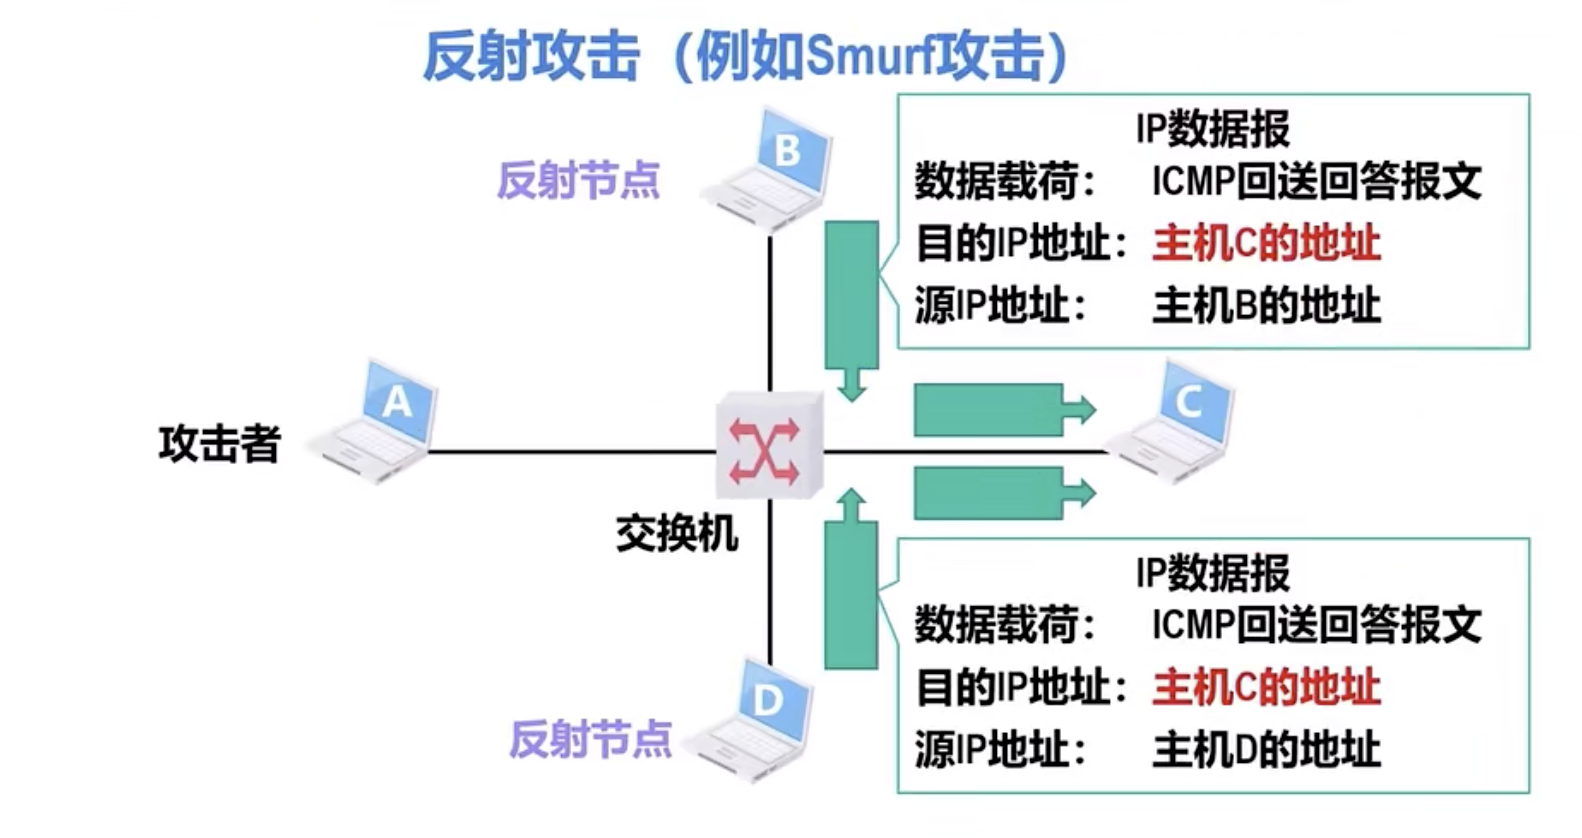 反射攻击（例如Smurf攻击）
B
反射节点
IP数据报
数据载荷： ICMP回送回答报文
目的IP地址：主机C的地址
源IP地址： 主机B的地址
A
攻击者
C
交换机
D
反射节点
IP数据报
数据载荷： ICMP回送回答报文
目的IP地址：主机C的地址
源IP地址： 主机D的地址